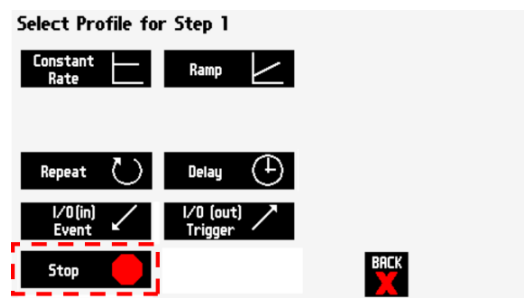 Select Profile for Step 1
Constant
Rate
Ramp
Repeat
Delay
I/O(in)
Event
I/O (out)
Trigger
Stop
BACK
X